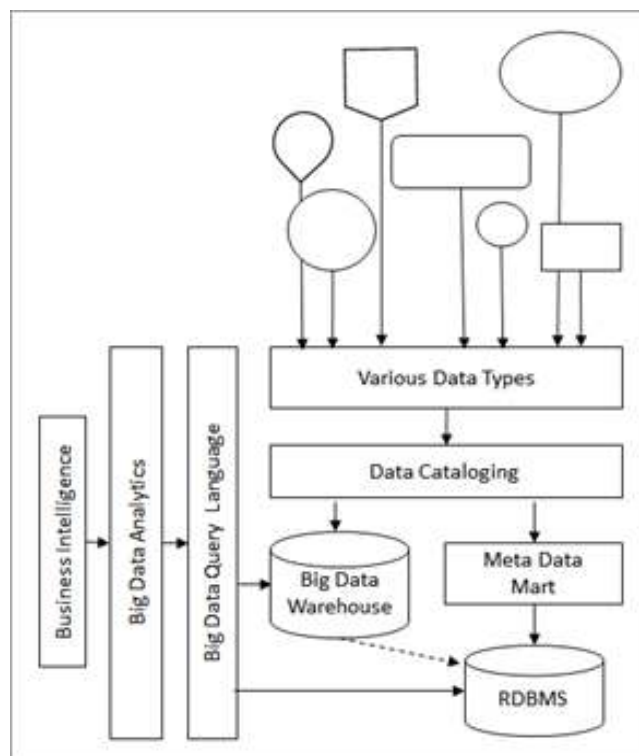 Various Data Types
Data Cataloging
Business Intelligence
Big Data Analytics
Big Data Query Language
Big Data
Warehouse
Meta Data
Mart
RDBMS